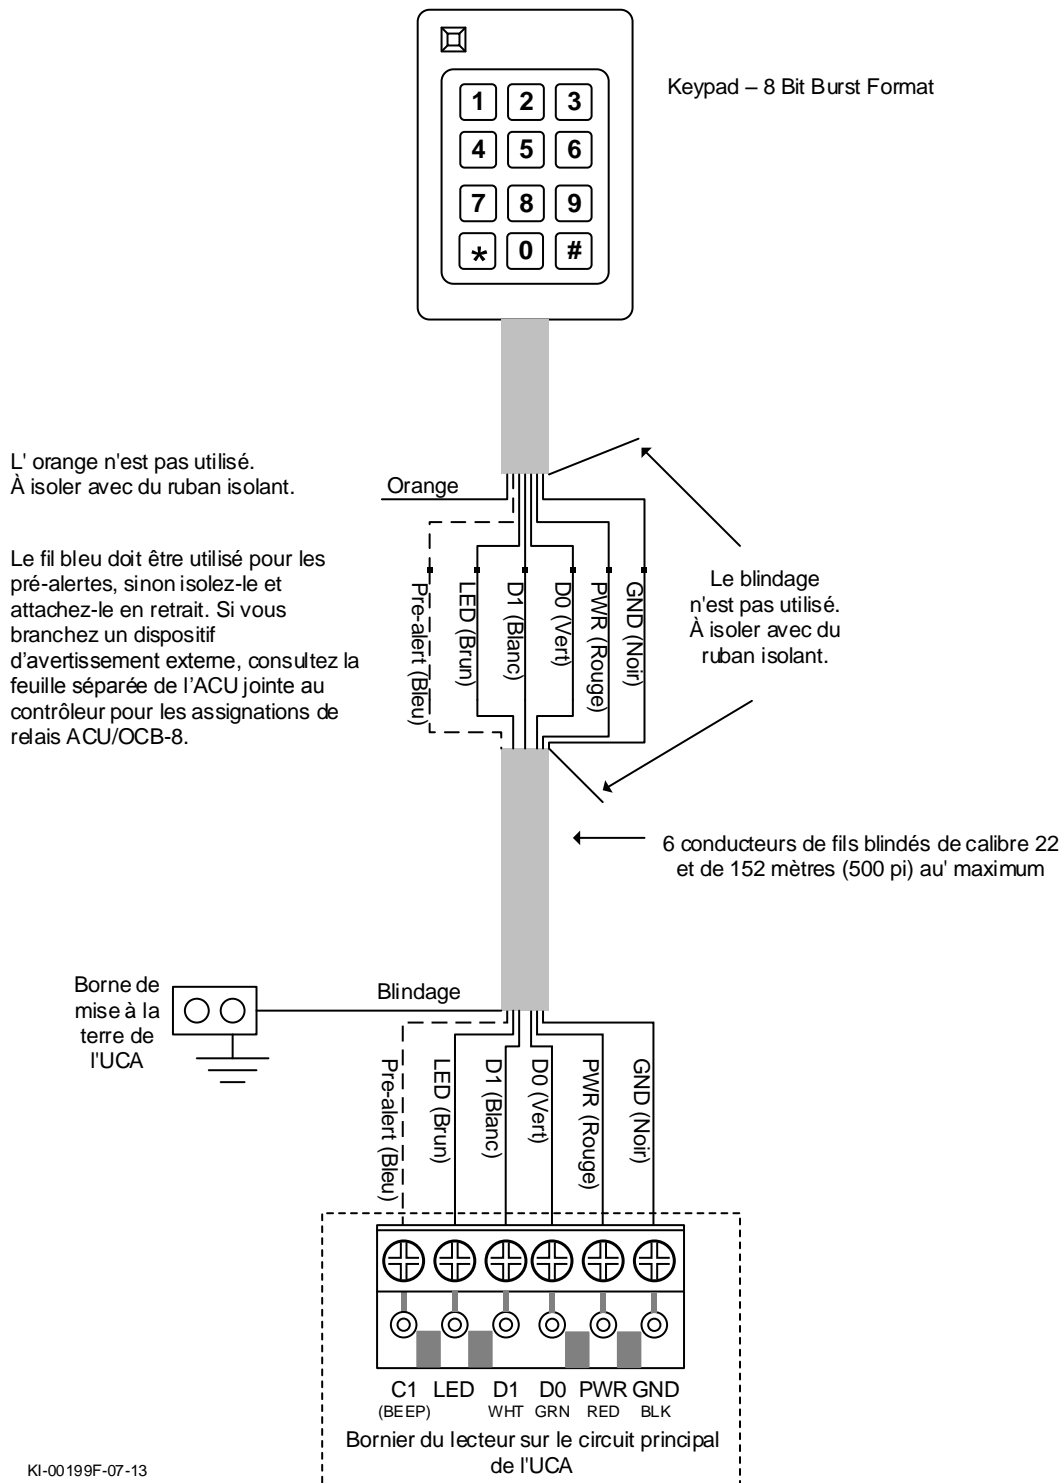 Keypad – 8 Bit Burst Format
1 2 3
4 5 6
7 8 9
* 0 #
L' orange n'est pas utilisé.
À isoler avec du ruban isolant.
Orange
Le fil bleu doit être utilisé pour les
pré-alertes, sinon isolez-le et
attachez-le en retrait. Si vous
branchez un dispositif
d'avertissement externe, consultez la
feuille séparée de l'ACU jointe au
contrôleur pour les assignations de
relais ACU/OCB-8.
Pre-alert (Bleu)
LED (Brun)
D1 (Blanc)
D0 (Vert)
PWR (Rouge)
GND (Noir)
Le blindage
n'est pas utilisé.
À isoler avec du
ruban isolant.
6 conducteurs de fils blindés de calibre 22
et de 152 mètres (500 pi) au' maximum
Borne de
mise à la
terre de
l'UCA
Blindage
Pre-alert (Bleu)
LED (Brun)
D1 (Blanc)
D0 (Vert)
PWR (Rouge)
GND (Noir)
C1 LED D1 D0 PWR GND
(BEEP) WHT GRN RED BLK
Bornier du lecteur sur le circuit principal
de l'UCA
KI-00199F-07-13